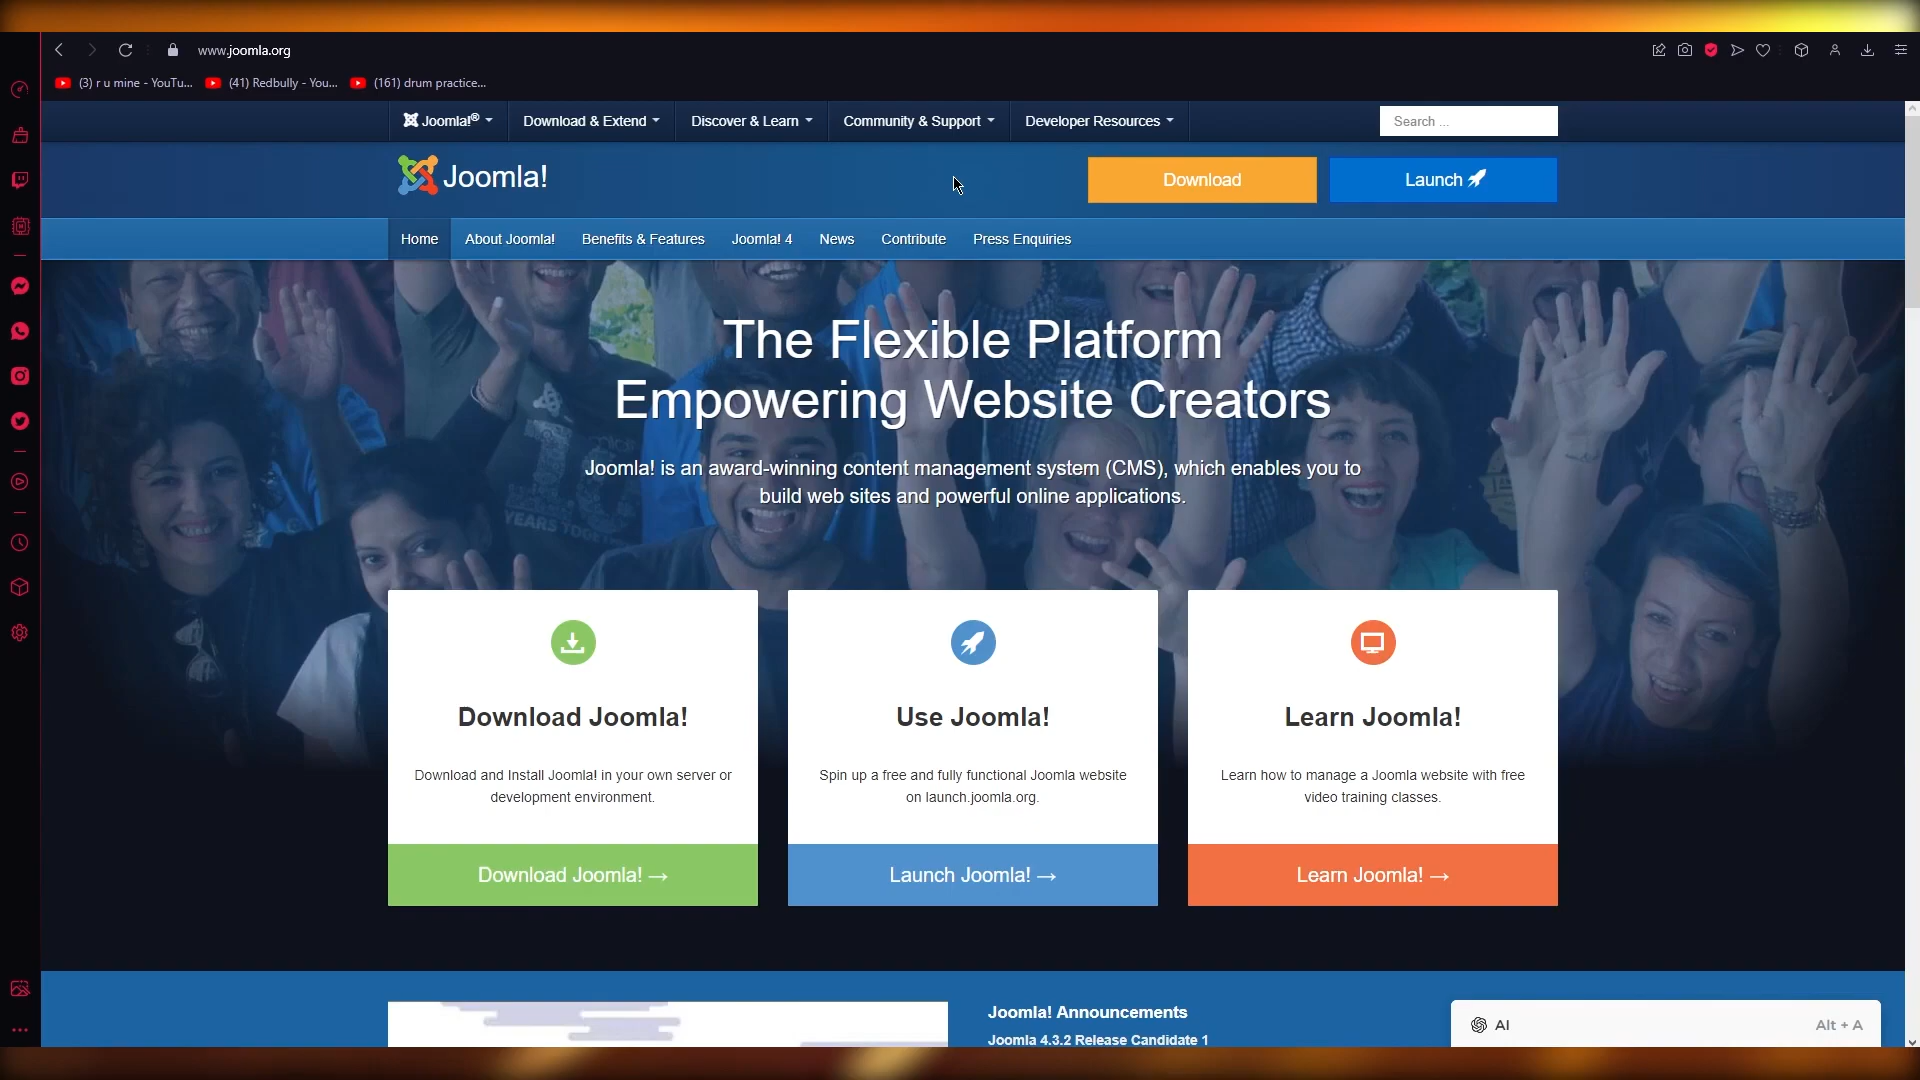 www.joomla.org
(3) r u mine - YouTu...
(41) Redbully - You...
(161) drum practice...
Joomla!®
Download & Extend
Discover & Learn
Community & Support
Developer Resources
Search ...
Joomla!
Download
Launch
Home
About Joomla!
Benefits & Features
Joomla! 4
News
Contribute
Press Enquiries
The Flexible Platform
Empowering Website Creators
Joomla! is an award-winning content management system (CMS), which enables you to
build web sites and powerful online applications.
YEARS TOGETHER
Download Joomla!
Download and Install Joomla! in your own server or
development environment.
Download Joomla! →
Use Joomla!
Spin up a free and fully functional Joomla website
on launch.joomla.org.
Launch Joomla! →
Learn Joomla!
Learn how to manage a Joomla website with free
video training classes.
Learn Joomla! →
Joomla! Announcements
Joomla 4.3.2 Release Candidate 1
AI
Alt + A